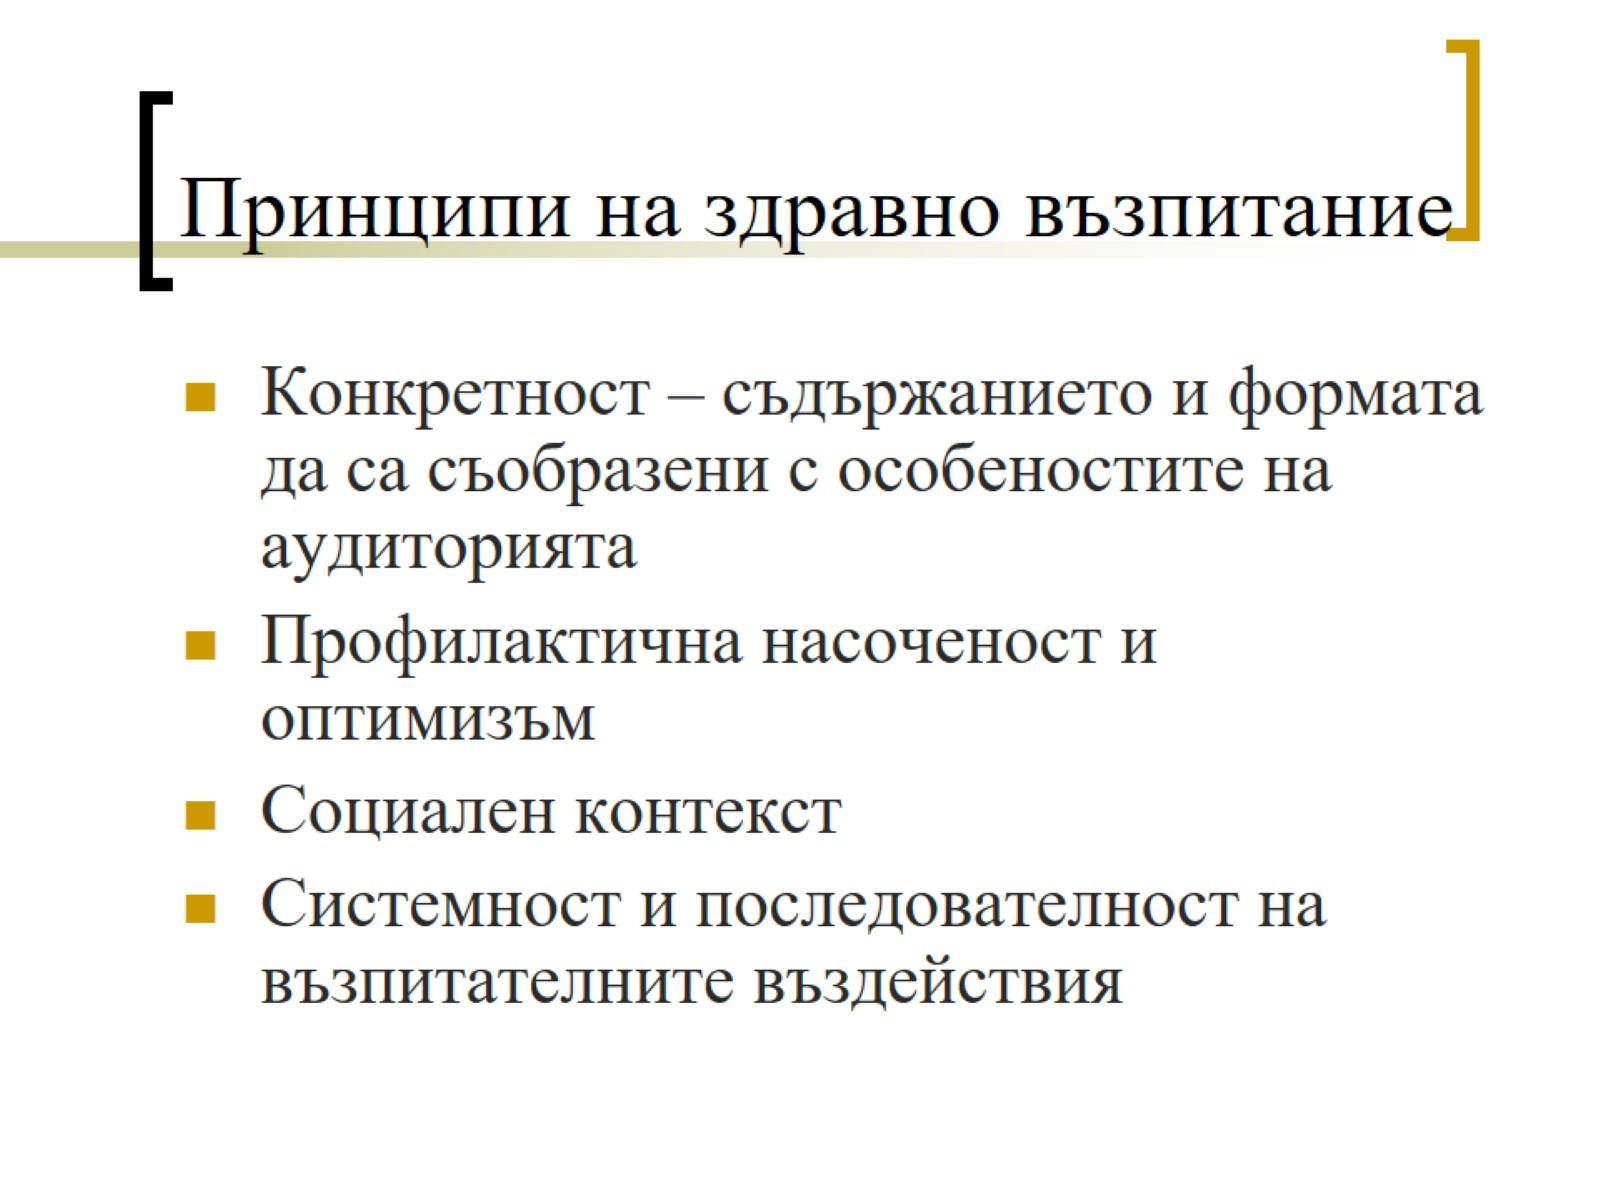 Принципи на здравно възпитание
Конкретност – съдържанието и формата
да са съобразени с особеностите на
аудиторията
Профилактична насоченост и
оптимизъм
Социален контекст
Системност и последователност на
възпитателните въздействия